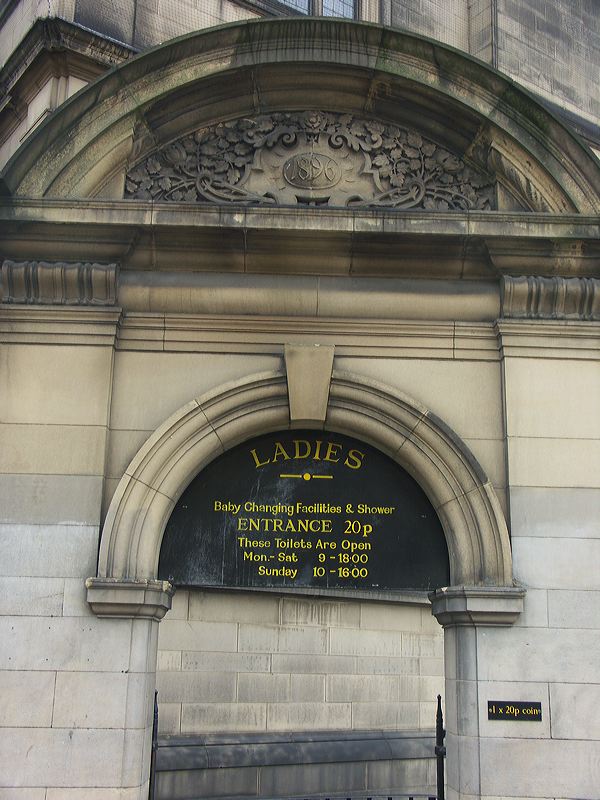 1896
LADIES
Baby Changing Facilities & Shower
ENTRANCE 20p
These Toilets Are Open
Mon.- Sat 9 - 18:00
Sunday 10 - 16:00
1 x 20p coin